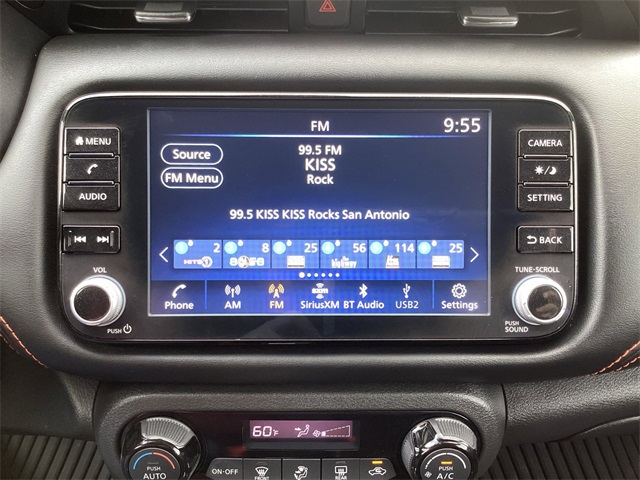 FM
9:55
MENU
AUDIO
VOL
PUSH
Source
FM Menu
99.5 FM
KISS
Rock
99.5 KISS KISS Rocks San Antonio
2 8 25 56 114 25
HITS 1
Phone AM FM SiriusXM BT Audio USB2 Settings
CAMERA
SETTING
BACK
TUNE-SCROLL
PUSH
SOUND
60°F
PUSH
AUTO
ON·OFF
FRONT
REAR
PUSH
A/C